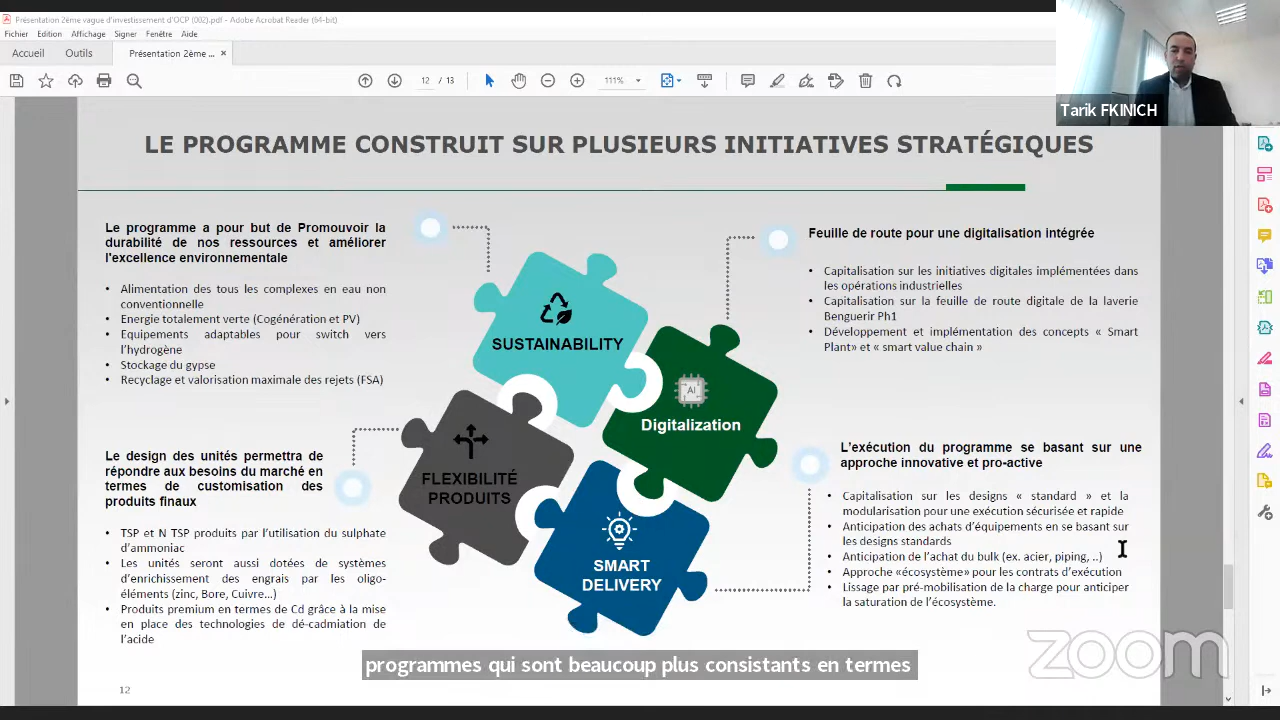 Présentation 2ème vague d'investissement d'OCP (002).pdf - Adobe Acrobat Reader (64-bit)
Fichier Edition Affichage Signer Fenêtre Aide
Accueil Outils Présentation 2ème ... ×
12 / 13 111%
Tarik FKINICH
LE PROGRAMME CONSTRUIT SUR PLUSIEURS INITIATIVES STRATÉGIQUES
Le programme a pour but de Promouvoir la
durabilité de nos ressources et améliorer
l'excellence environnementale
• Alimentation des tous les complexes en eau non
conventionnelle
• Energie totalement verte (Cogénération et PV)
• Equipements adaptables pour switch vers
l'hydrogène
• Stockage du gypse
• Recyclage et valorisation maximale des rejets (FSA)
Feuille de route pour une digitalisation intégrée
• Capitalisation sur les initiatives digitales implémentées dans
les opérations industrielles
• Capitalisation sur la feuille de route digitale de la laverie
Benguerir Ph1
• Développement et implémentation des concepts « Smart
Plant» et « smart value chain »
SUSTAINABILITY
AI
Digitalization
FLEXIBILITÉ
PRODUITS
SMART
DELIVERY
Le design des unités permettra de
répondre aux besoins du marché en
termes de customisation des
produits finaux
• TSP et N TSP produits par l'utilisation du sulphate
d'ammoniac
• Les unités seront aussi dotées de systèmes
d'enrichissement des engrais par les oligo-
éléments (zinc, Bore, Cuivre...)
• Produits premium en termes de Cd grâce à la mise
en place des technologies de dé-cadmiation de
l'acide
L'exécution du programme se basant sur une
approche innovative et pro-active
• Capitalisation sur les designs « standard » et la
modularisation pour une exécution sécurisée et rapide
• Anticipation des achats d'équipements en se basant sur
les designs standards
• Anticipation de l'achat du bulk (ex. acier, piping, ..)
• Approche «écosystème» pour les contrats d'exécution
• Lissage par pré-mobilisation de la charge pour anticiper
la saturation de l'écosystème.
zoom
programmes qui sont beaucoup plus consistants en termes
12